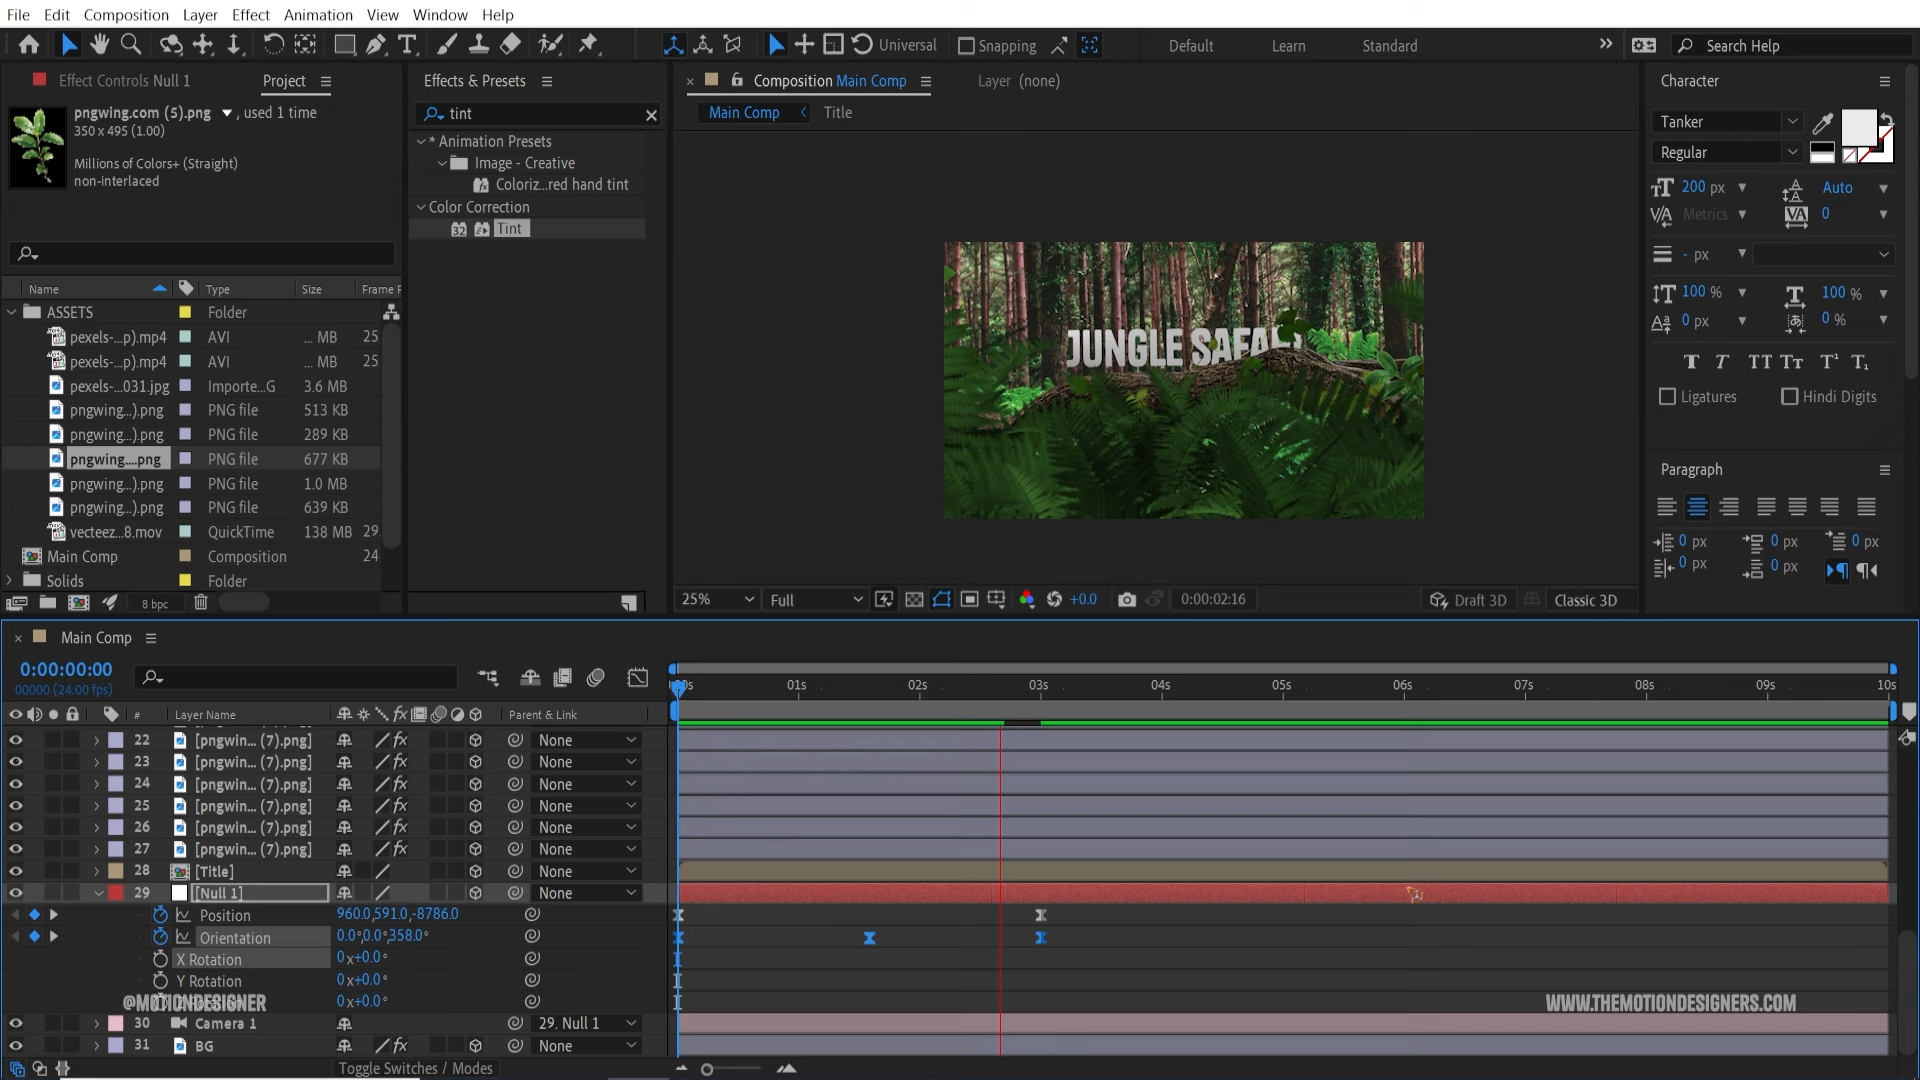 File Edit Composition Layer Effect Animation View Window Help
Universal Snapping Default Learn Standard Search Help
Effect Controls Null 1 Project
pngwing.com (5).png , used 1 time
350 x 495 (1.00)
Millions of Colors+ (Straight)
non-interlaced
Name Type Size Frame R
ASSETS Folder
pexels-...p).mp4 AVI ... MB 25
pexels-...p).mp4 AVI ... MB 25
pexels-...031.jpg Importe...G 3.6 MB
pngwing...).png PNG file 513 KB
pngwing...).png PNG file 289 KB
pngwing....png PNG file 677 KB
pngwing...).png PNG file 1.0 MB
pngwing...).png PNG file 639 KB
vecteez...8.mov QuickTime 138 MB 29.
Main Comp Composition 24
Solids Folder
8 bpc
Effects & Presets
tint
* Animation Presets
Image - Creative
Coloriz...red hand tint
Color Correction
32 Tint
Composition Main Comp Layer (none)
Main Comp Title
JUNGLE SAFARI
25% Full +0.0 0:00:02:16 Draft 3D Classic 3D
Character
Tanker
Regular
200 px Auto
Metrics 0
- px
100 % 100 %
0 px 0 %
T T TT Tт T¹ T₁
Ligatures Hindi Digits
Paragraph
0 px 0 px 0 px
0 px 0 px
Main Comp
0:00:00:00
00000 (24.00 fps)
01s 02s 03s 04s 05s 06s 07s 08s 09s 10s
# Layer Name Parent & Link
22 [pngwin... (7).png] None
23 [pngwin... (7).png] None
24 [pngwin... (7).png] None
25 [pngwin... (7).png] None
26 [pngwin... (7).png] None
27 [pngwin... (7).png] None
28 [Title] None
29 [Null 1] None
Position 960.0,591.0,-8786.0
Orientation 0.0°,0.0°,358.0°
X Rotation 0x+0.0°
Y Rotation 0x+0.0°
0x+0.0°
@MOTIONDESIGNER
WWW.THEMOTIONDESIGNERS.COM
30 Camera 1 29. Null 1
31 BG None
Toggle Switches / Modes